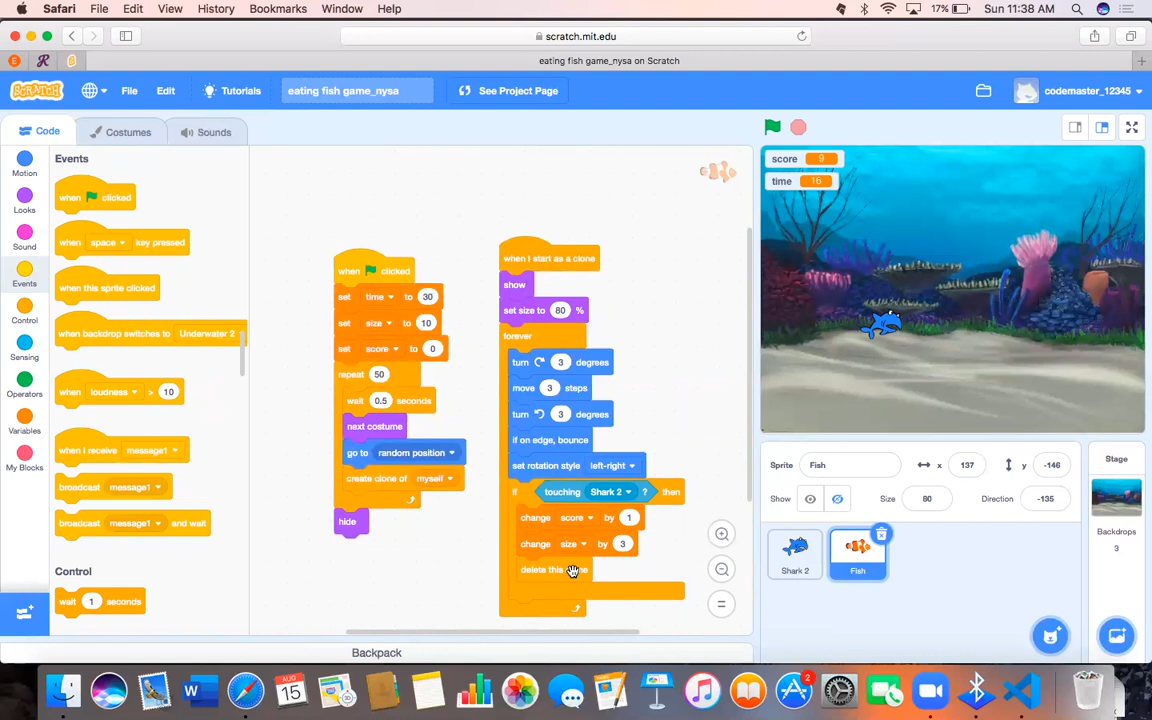 Safari File Edit View History Bookmarks Window Help 17% Sun 11:38 AM
scratch.mit.edu
eating fish game_nysa on Scratch
SCRATCH File Edit Tutorials eating fish game_nysa See Project Page codemaster_12345
Code Costumes Sounds
Motion
Looks
Sound
Events
Control
Sensing
Operators
Variables
My Blocks
Events
when clicked
when space key pressed
when this sprite clicked
when backdrop switches to Underwater 2
when loudness > 10
when I receive message1
broadcast message1
broadcast message1 and wait
Control
wait 1 seconds
when clicked
set time to 30
set size to 10
set score to 0
repeat 50
wait 0.5 seconds
next costume
go to random position
create clone of myself
hide
when I start as a clone
show
set size to 80 %
forever
turn 3 degrees
move 3 steps
turn 3 degrees
if on edge, bounce
set rotation style left-right
if touching Shark 2 ? then
change score by 1
change size by 3
delete this
Backpack
score 9
time 16
Sprite Fish x 137 y -146
Show Size 80 Direction -135
Shark 2
Fish
Stage
Backdrops
3
AUG
15
W
2